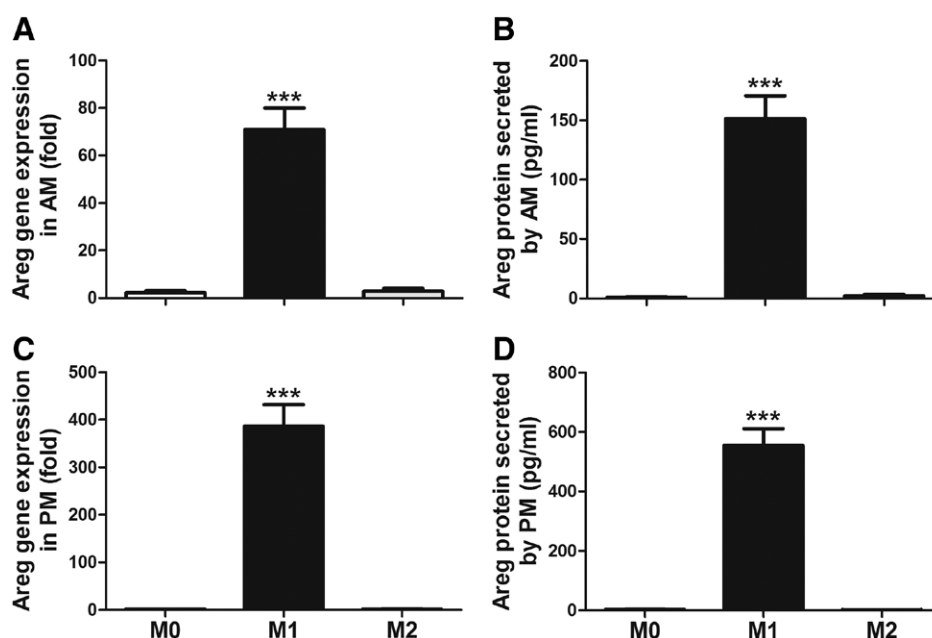 A
Areg gene expression
in AM (fold)
100
80
60
40
20
0
***
B
Areg protein secreted
by AM (pg/ml)
200
150
100
50
0
***
C
Areg gene expression
in PM (fold)
500
400
300
200
100
0
***
M0 M1 M2
D
Areg protein secreted
by PM (pg/ml)
800
600
400
200
0
***
M0 M1 M2